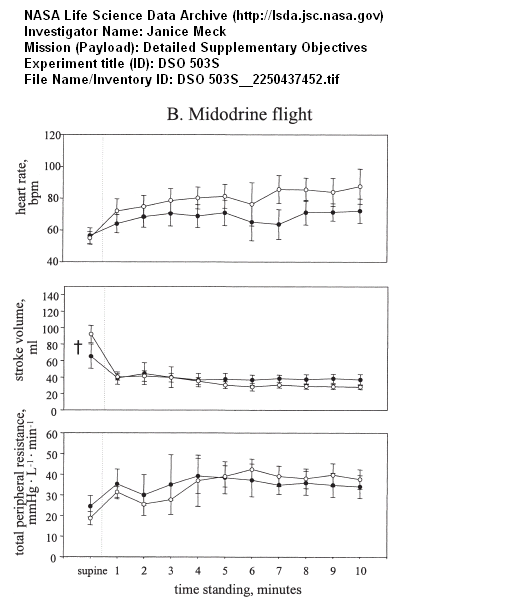 NASA Life Science Data Archive (http://lsda.jsc.nasa.gov)
Investigator Name: Janice Meck
Mission (Payload): Detailed Supplementary Objectives
Experiment title (ID): DSO 503S
File Name/Inventory ID: DSO 503S__2250437452.tif
B. Midodrine flight
heart rate,
bpm
120
100
80
60
40
stroke volume,
ml
140
120
100
80
60
40
20
0
†
total peripheral resistance,
mmHg · L⁻¹ · min⁻¹
60
50
40
30
20
10
0
supine 1 2 3 4 5 6 7 8 9 10
time standing, minutes